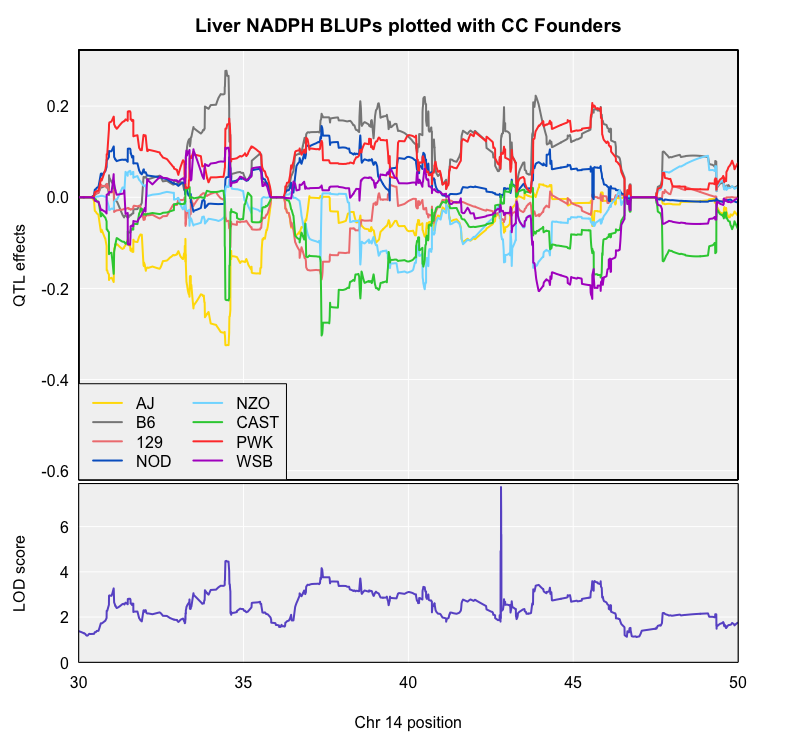 Liver NADPH BLUPs plotted with CC Founders
QTL effects
0.2
0.0
-0.2
-0.4
-0.6
AJ NZO
B6 CAST
129 PWK
NOD WSB
LOD score
6
4
2
0
30 35 40 45 50
Chr 14 position